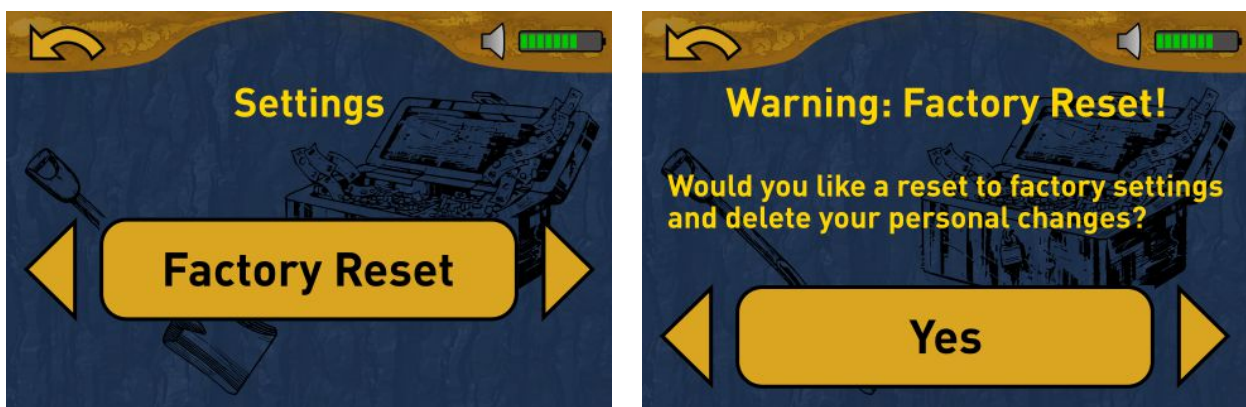 Settings
Factory Reset
Warning: Factory Reset!
Would you like a reset to factory settings
and delete your personal changes?
Yes